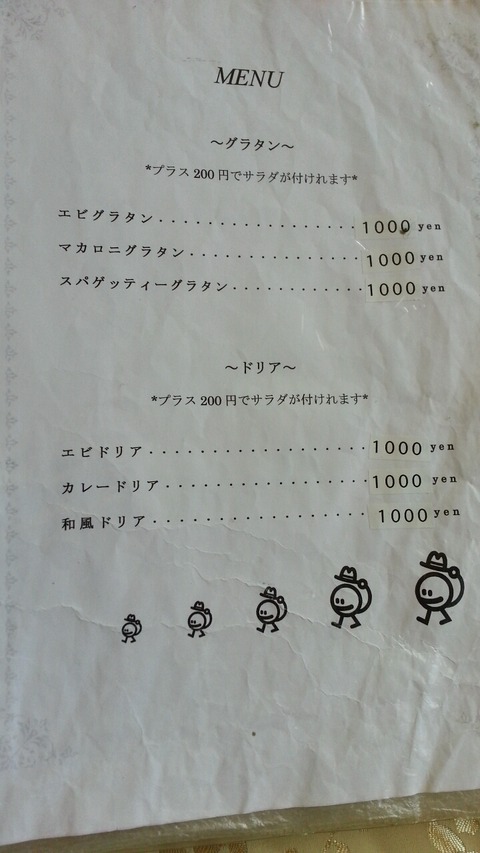 MENU
～グラタン～
*プラス200円でサラダが付けれます*
エビグラタン・・・・・・・・・・・・・・・・・・1000 yen
マカロニグラタン・・・・・・・・・・・・・・・1000 yen
スパゲッティーグラタン・・・・・・・・・・・・1000 yen
～ドリア～
*プラス200円でサラダが付けれます*
エビドリア・・・・・・・・・・・・・・・・・・・1000 yen
カレードリア・・・・・・・・・・・・・・・・・・1000 yen
和風ドリア・・・・・・・・・・・・・・・・・・・1000 yen